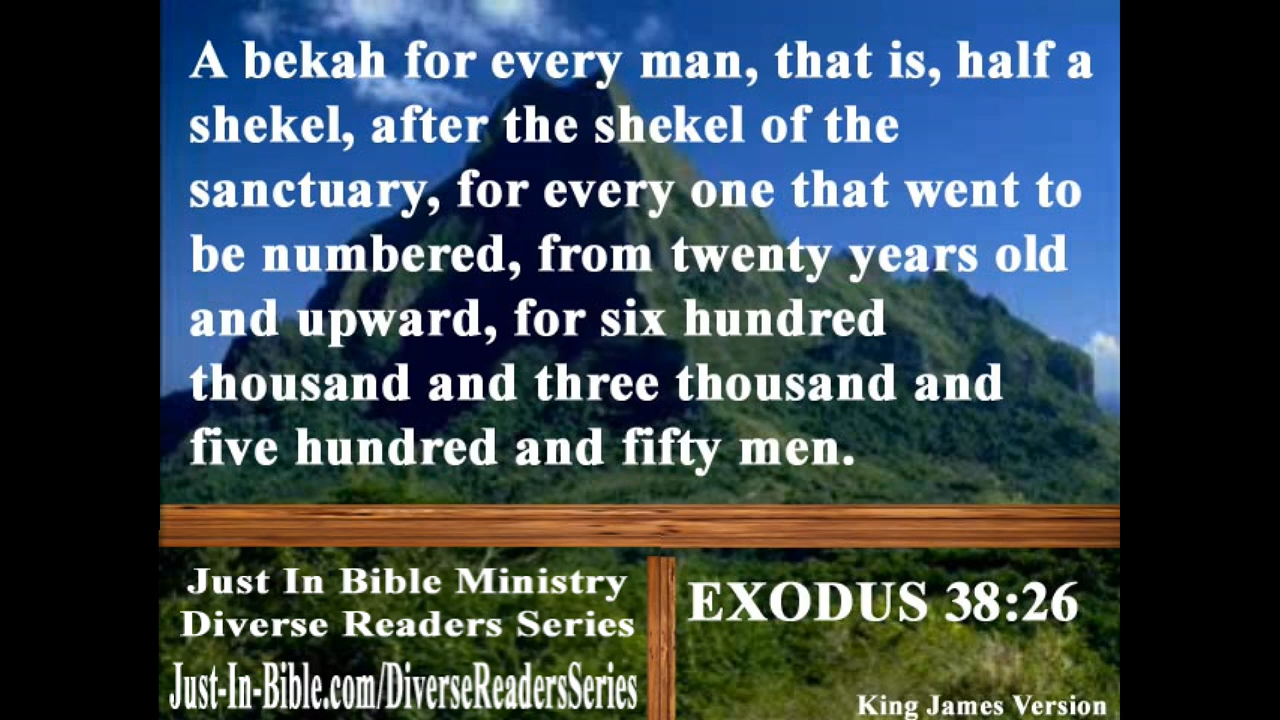 A bekah for every man, that is, half a
shekel, after the shekel of the
sanctuary, for every one that went to
be numbered, from twenty years old
and upward, for six hundred
thousand and three thousand and
five hundred and fifty men.
Just In Bible Ministry
Diverse Readers Series
Just-In-Bible.com/DiverseReadersSeries
EXODUS 38:26
King James Version